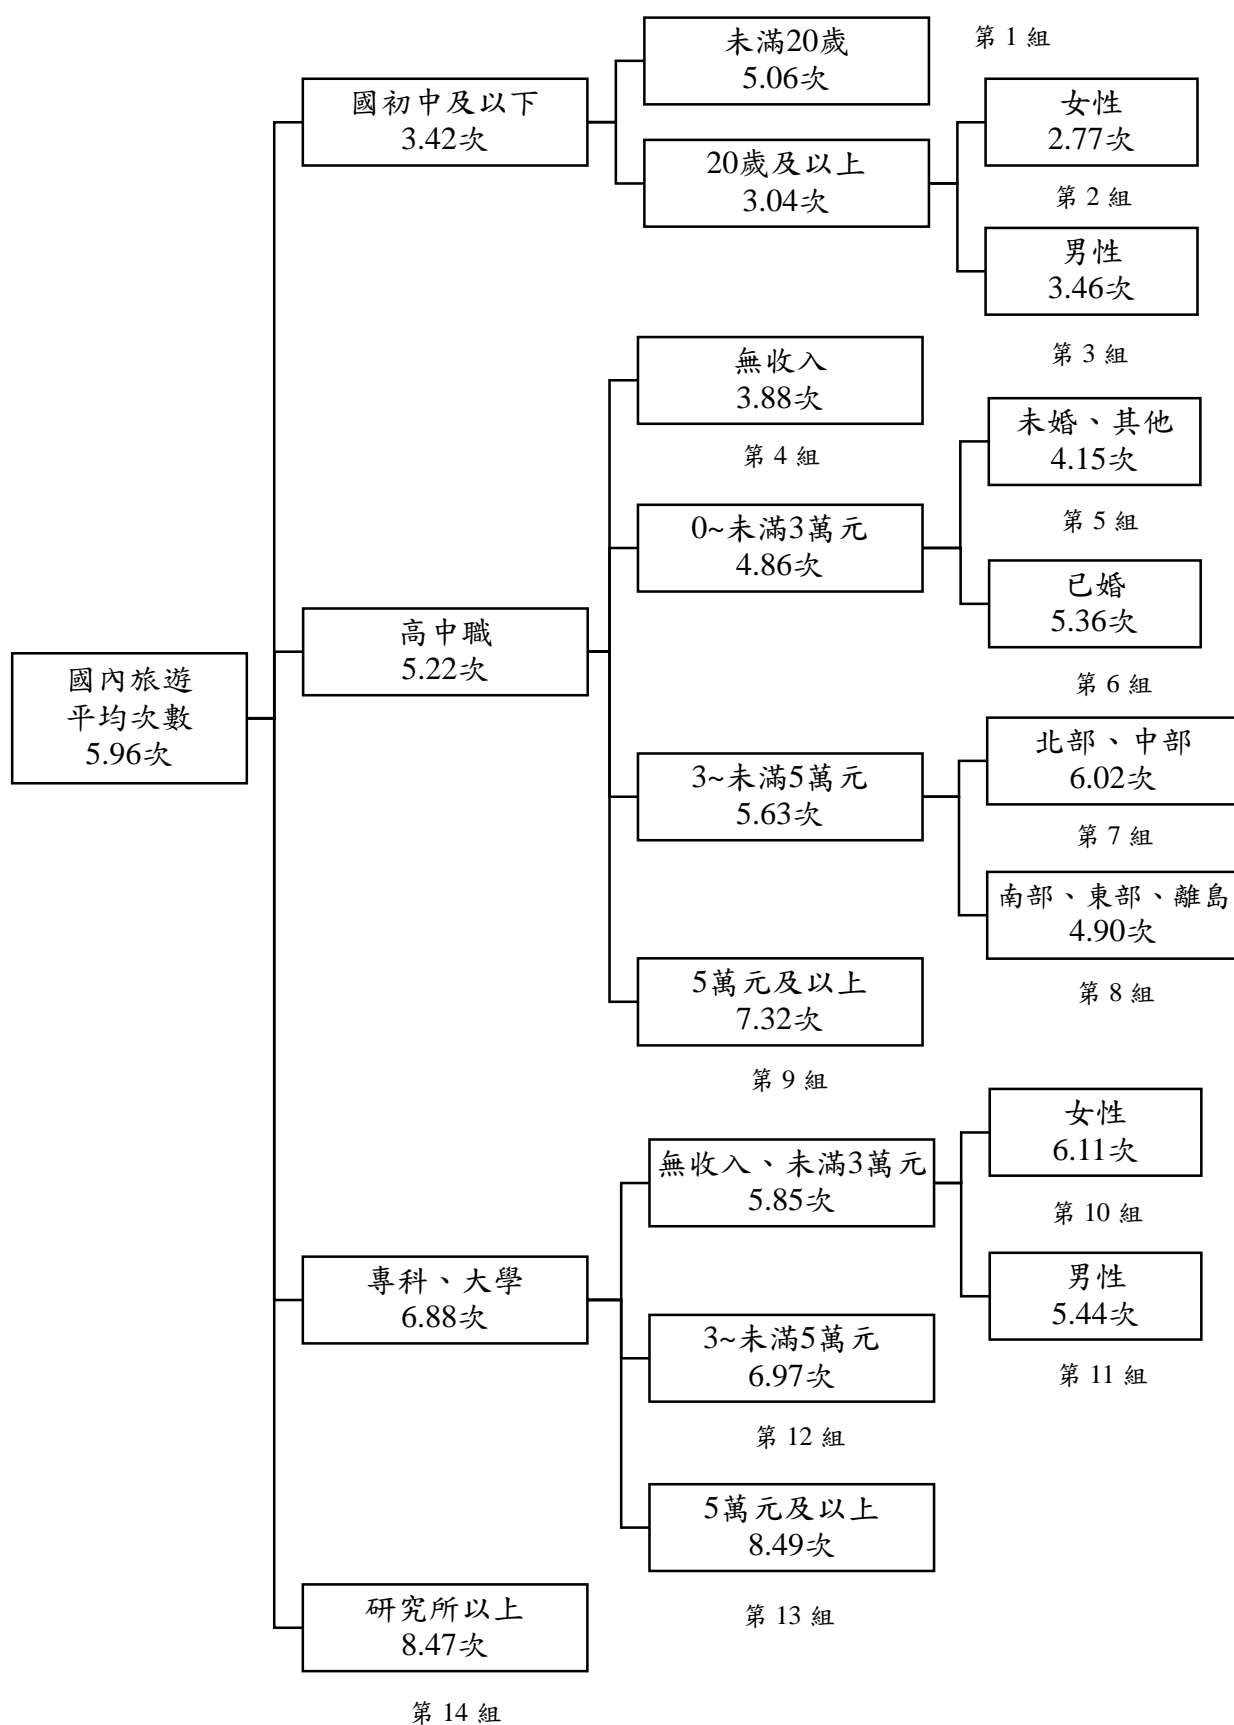 國內旅遊
平均次數
5.96次
國初中及以下
3.42次
未滿20歲
5.06次
第 1 組
20歲及以上
3.04次
女性
2.77次
第 2 組
男性
3.46次
第 3 組
高中職
5.22次
無收入
3.88次
第 4 組
0~未滿3萬元
4.86次
未婚、其他
4.15次
第 5 組
已婚
5.36次
第 6 組
3~未滿5萬元
5.63次
北部、中部
6.02次
第 7 組
南部、東部、離島
4.90次
第 8 組
5萬元及以上
7.32次
第 9 組
專科、大學
6.88次
無收入、未滿3萬元
5.85次
女性
6.11次
第 10 組
男性
5.44次
第 11 組
3~未滿5萬元
6.97次
第 12 組
5萬元及以上
8.49次
第 13 組
研究所以上
8.47次
第 14 組